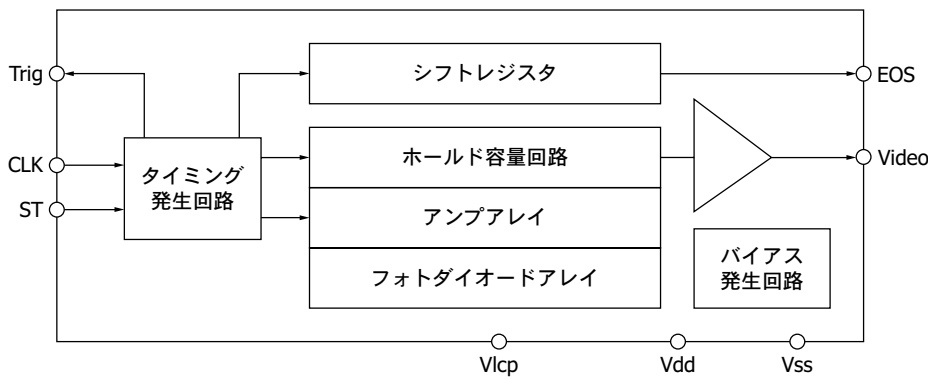 シフトレジスタ
Trig
EOS
ホールド容量回路
Video
CLK
タイミング
発生回路
ST
アンプアレイ
バイアス
発生回路
フォトダイオードアレイ
Vlcp
Vdd
Vss